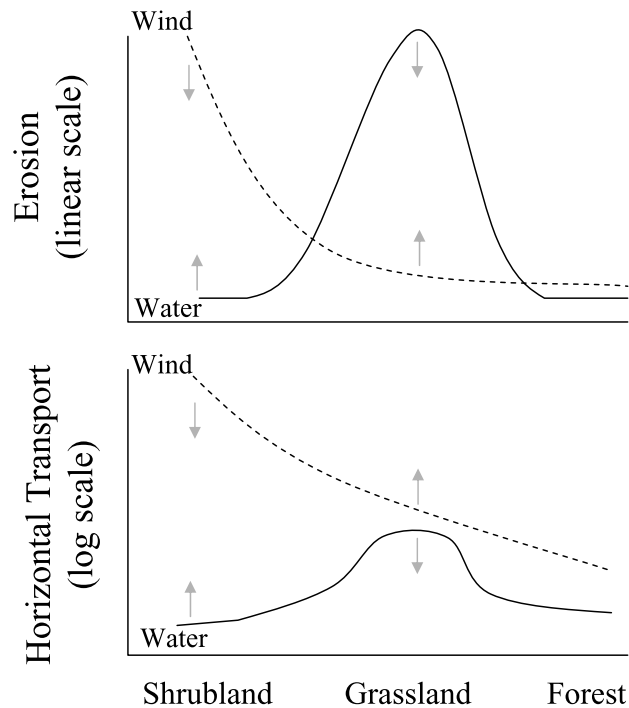 Wind
Erosion
(linear scale)
Water
Wind
Horizontal Transport
(log scale)
Water
Shrubland Grassland Forest